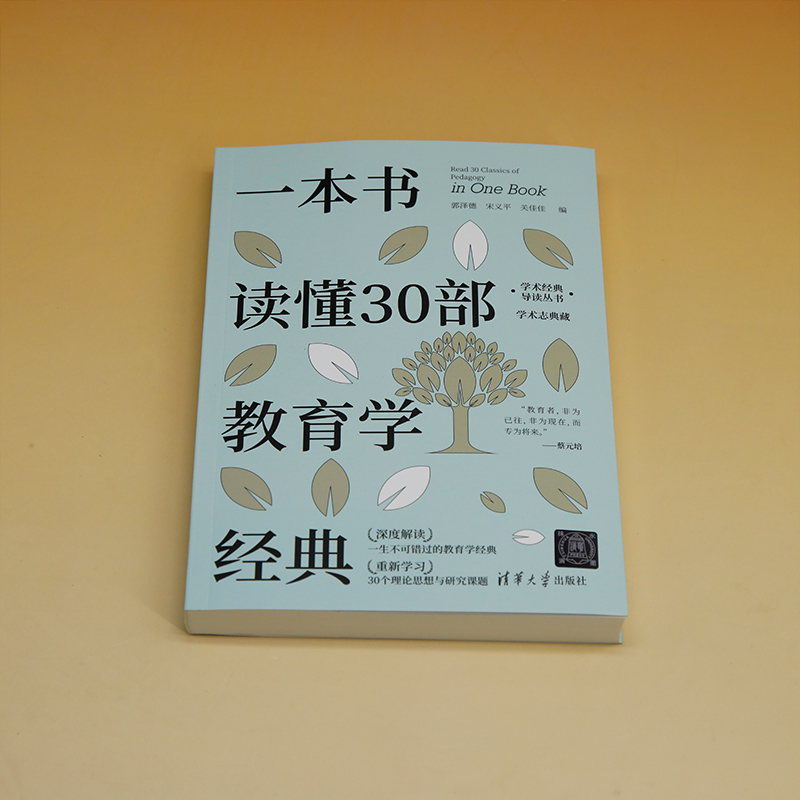 一本书
Read 30 Classics of
Pedagogy
in One Book
郭泽德 宋义平 关佳佳 编
读懂30部
学术经典
导读丛书
学术志典藏
教育学
“教育者，非为
已往，非为现在，而
专为将来。”
——蔡元培
经典
（深度解读）
一生不可错过的教育学经典
（重新学习）
30个理论思想与研究课题
清华大学出版社